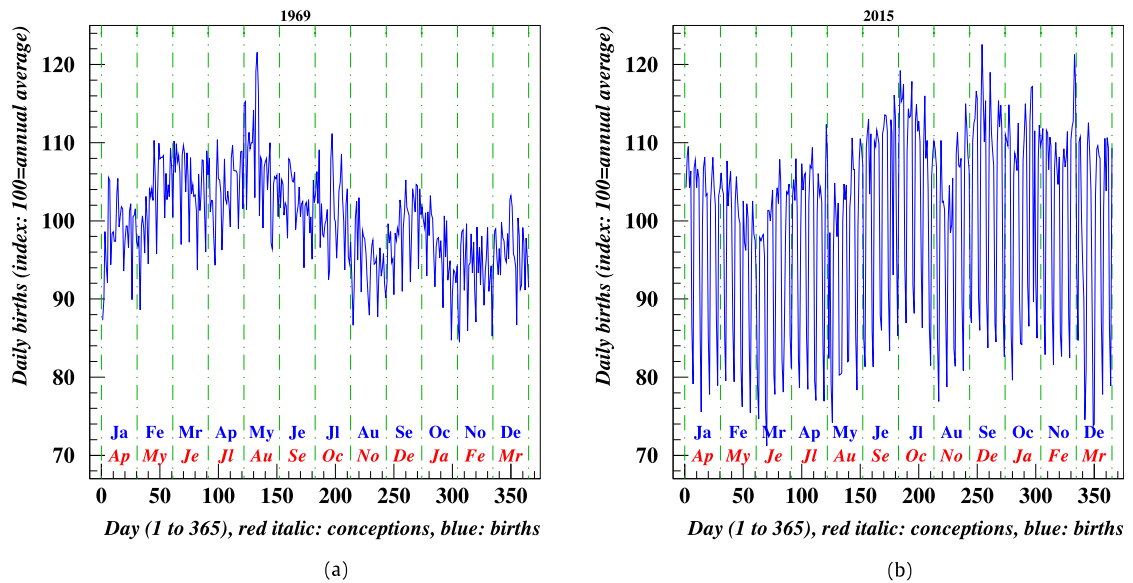 1969
Daily births (index: 100=annual average)
120
110
100
90
80
70
Ja Fe Mr Ap My Je Jl Au Se Oc No De
Ap My Je Jl Au Se Oc No De Ja Fe Mr
0 50 100 150 200 250 300 350
Day (1 to 365), red italic: conceptions, blue: births
(a)
2015
Daily births (index: 100=annual average)
120
110
100
90
80
70
Ja Fe Mr Ap My Je Jl Au Se Oc No De
Ap My Je Jl Au Se Oc No De Ja Fe Mr
0 50 100 150 200 250 300 350
Day (1 to 365), red italic: conceptions, blue: births
(b)